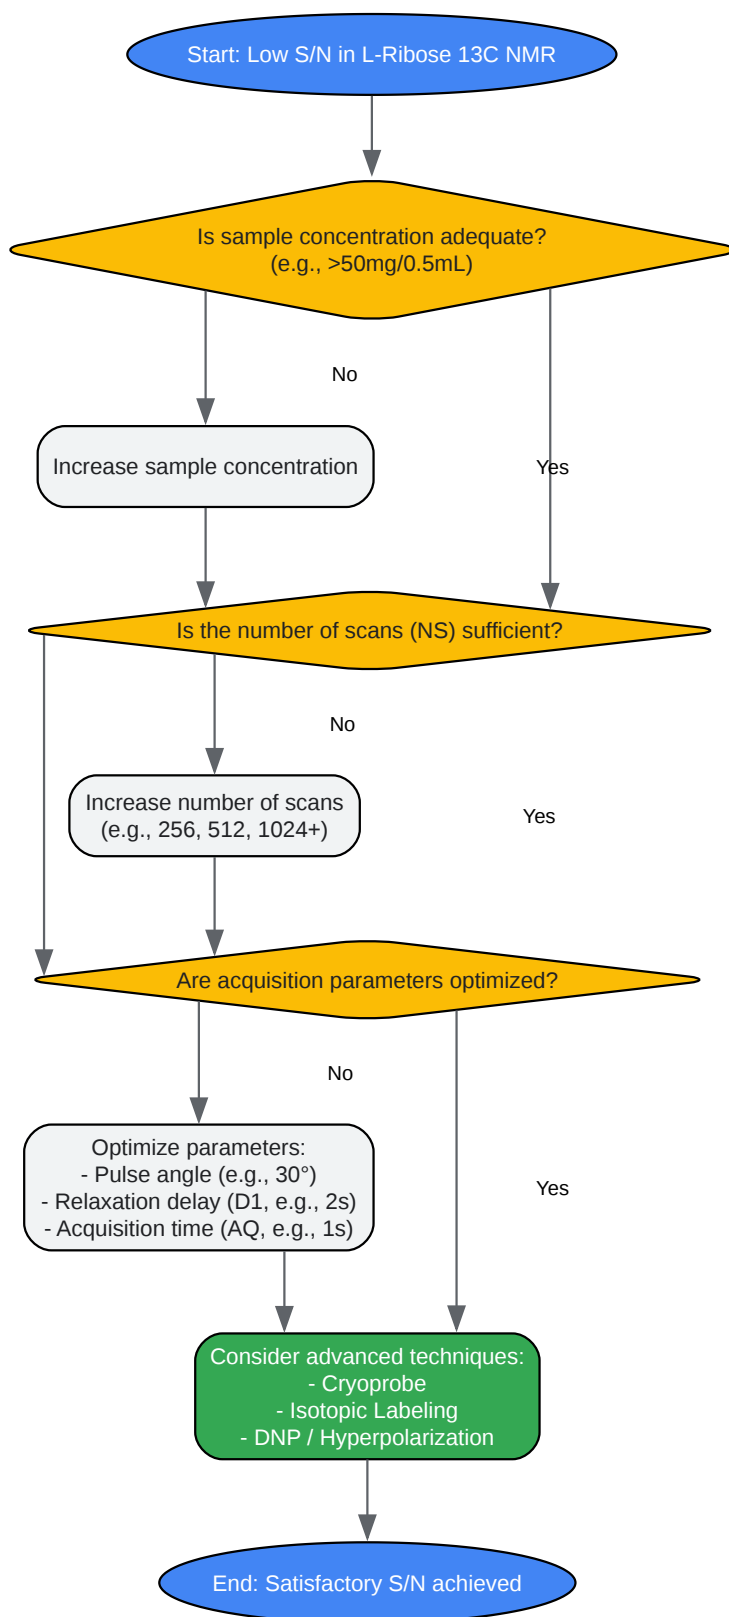 Start: Low S/N in L-Ribose 13C NMR
Is sample concentration adequate?
(e.g., >50mg/0.5mL)
No
Increase sample concentration
Yes
Is the number of scans (NS) sufficient?
No
Increase number of scans
(e.g., 256, 512, 1024+)
Yes
Are acquisition parameters optimized?
No
Optimize parameters:
- Pulse angle (e.g., 30°)
- Relaxation delay (D1, e.g., 2s)
- Acquisition time (AQ, e.g., 1s)
Yes
Consider advanced techniques:
- Cryoprobe
- Isotopic Labeling
- DNP / Hyperpolarization
End: Satisfactory S/N achieved